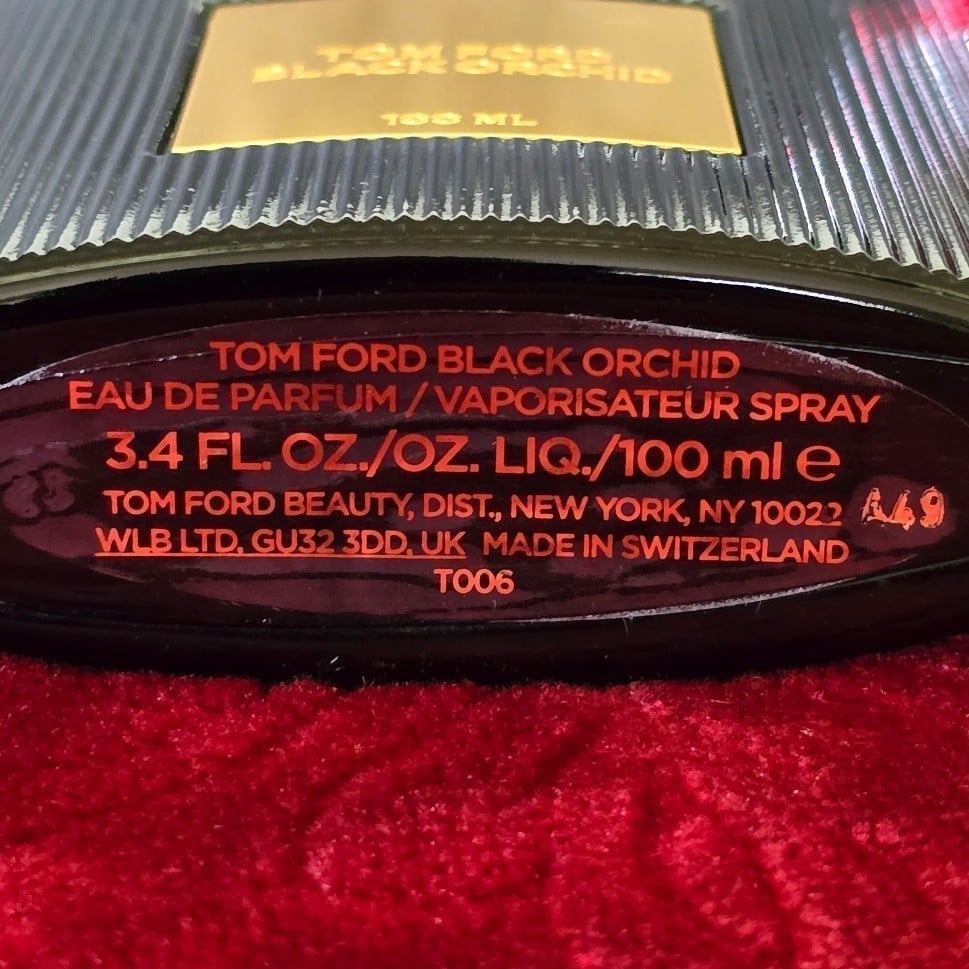 TOM FORD
BLACK ORCHID
100 ML
TOM FORD BLACK ORCHID
EAU DE PARFUM / VAPORISATEUR SPRAY
3.4 FL. OZ./OZ. LIQ./100 ml ℮
TOM FORD BEAUTY, DIST., NEW YORK, NY 10022 A49
WLB LTD, GU32 3DD, UK MADE IN SWITZERLAND
T006